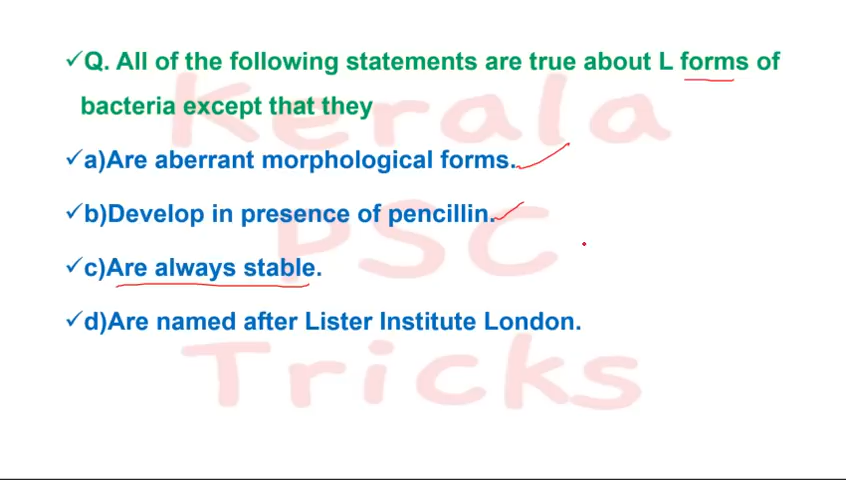 ✓Q. All of the following statements are true about L forms of
bacteria except that they
✓a)Are aberrant morphological forms.
✓b)Develop in presence of pencillin.
✓c)Are always stable.
✓d)Are named after Lister Institute London.
Kerala
PSC
Tricks